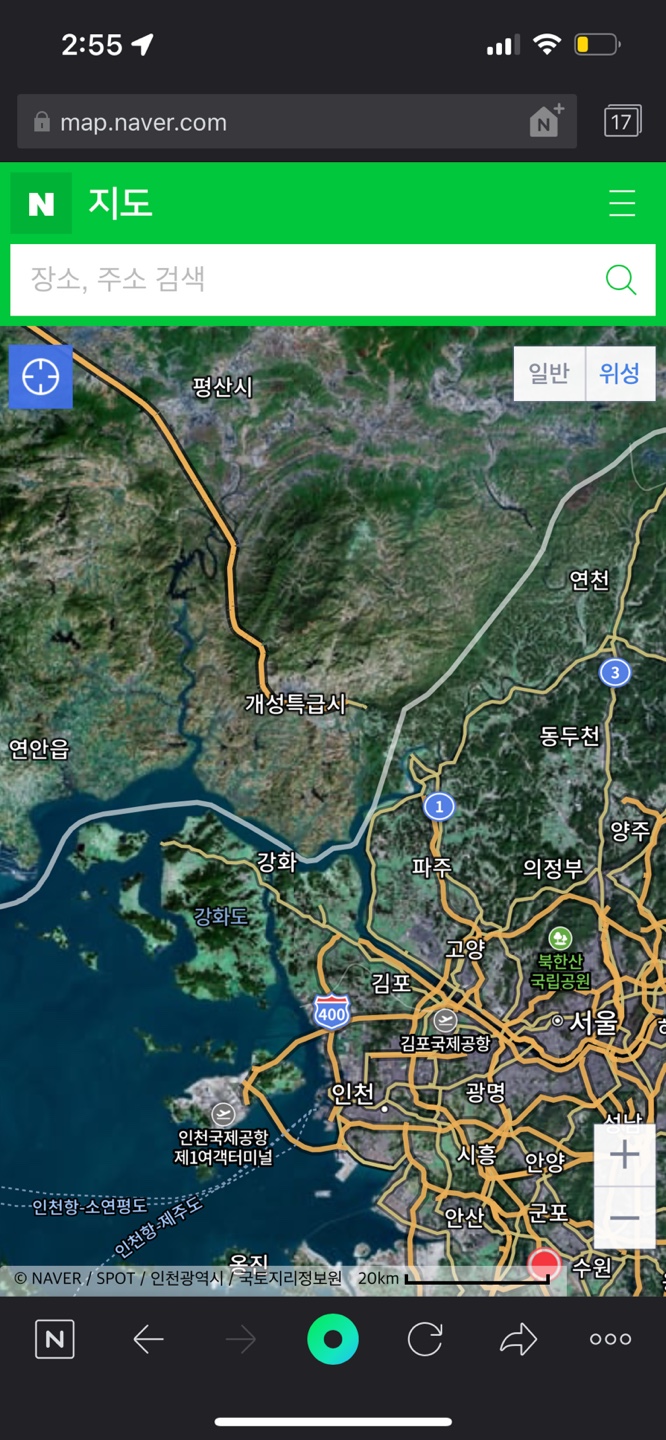 2:55
map.naver.com
N
17
N 지도
장소, 주소 검색
일반 위성
평산시
연천
3
개성특급시
동두천
연안읍
1
양주
강화
파주
의정부
강화도
고양
북한산
국립공원
김포
400
서울
김포국제공항
인천
광명
인천국제공항
제1여객터미널
성남
시흥
안양
인천항-소연평도
인천항-제주도
안산
군포
옹진
수원
© NAVER / SPOT / 인천광역시 / 국토지리정보원 20km
N